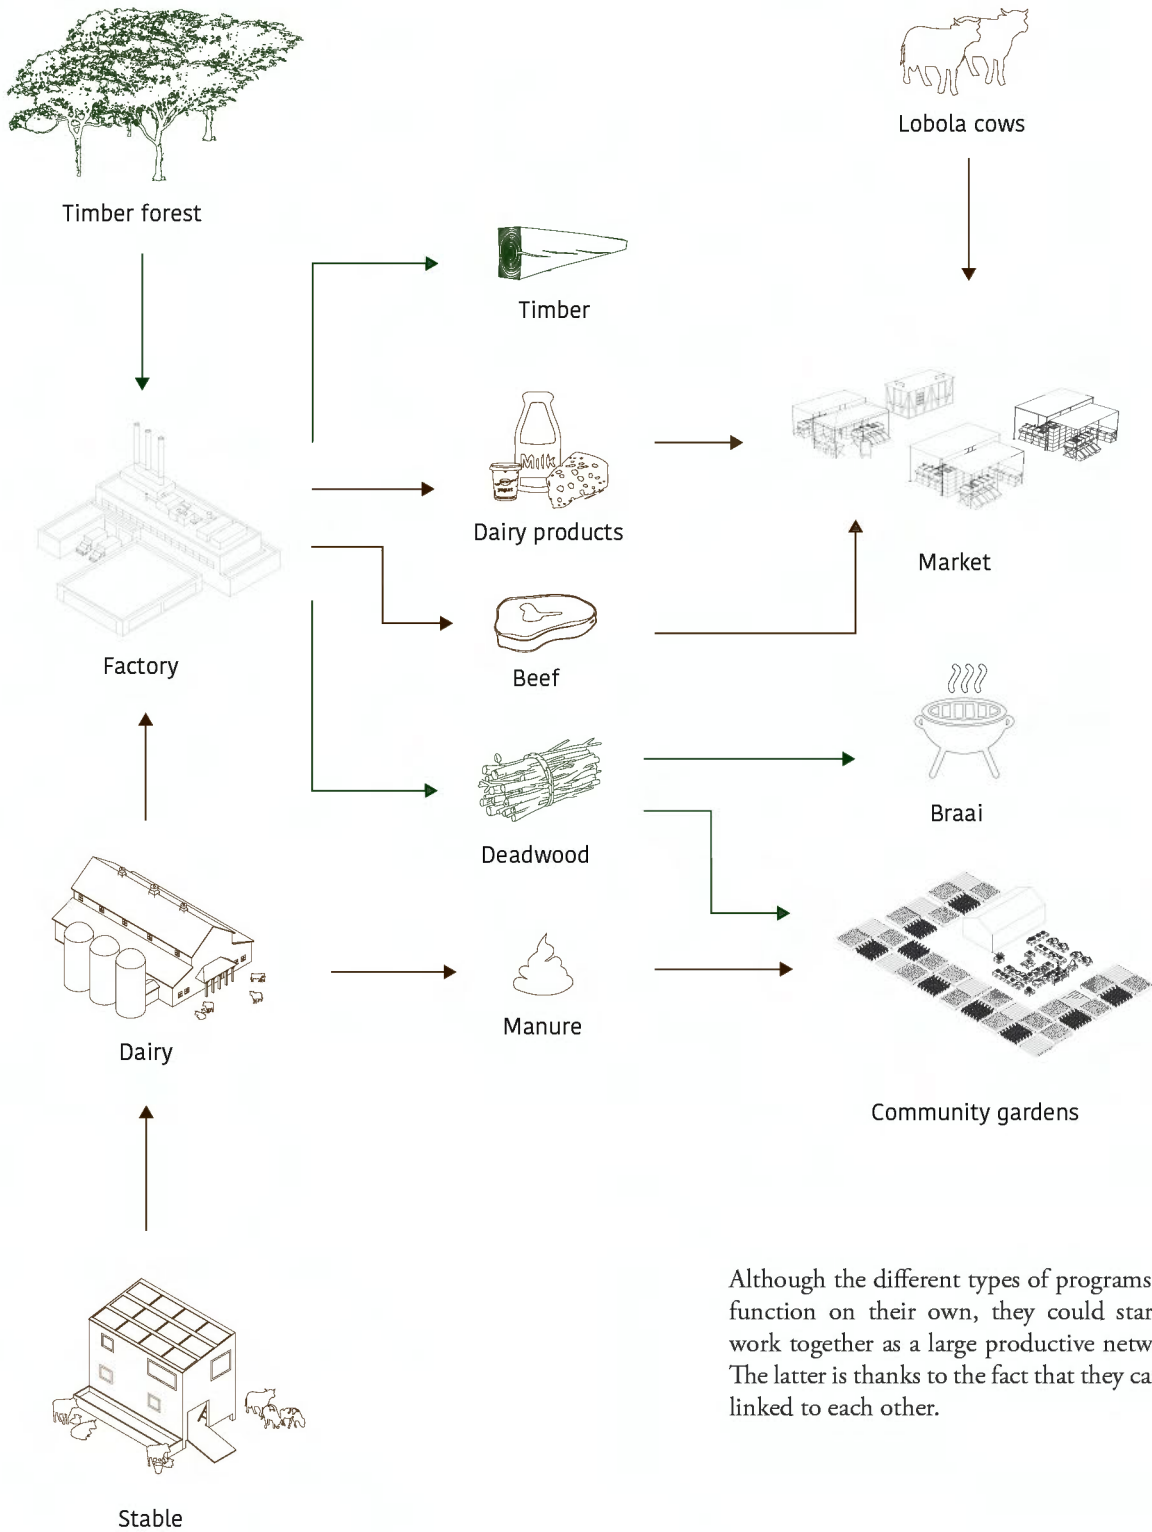 Lobola cows
Timber forest
Timber
Milk
Dairy products
Market
Factory
Beef
Braai
Deadwood
Manure
Dairy
Community gardens
Although the different types of programs
function on their own, they could star
work together as a large productive netw
The latter is thanks to the fact that they ca
linked to each other.
Stable